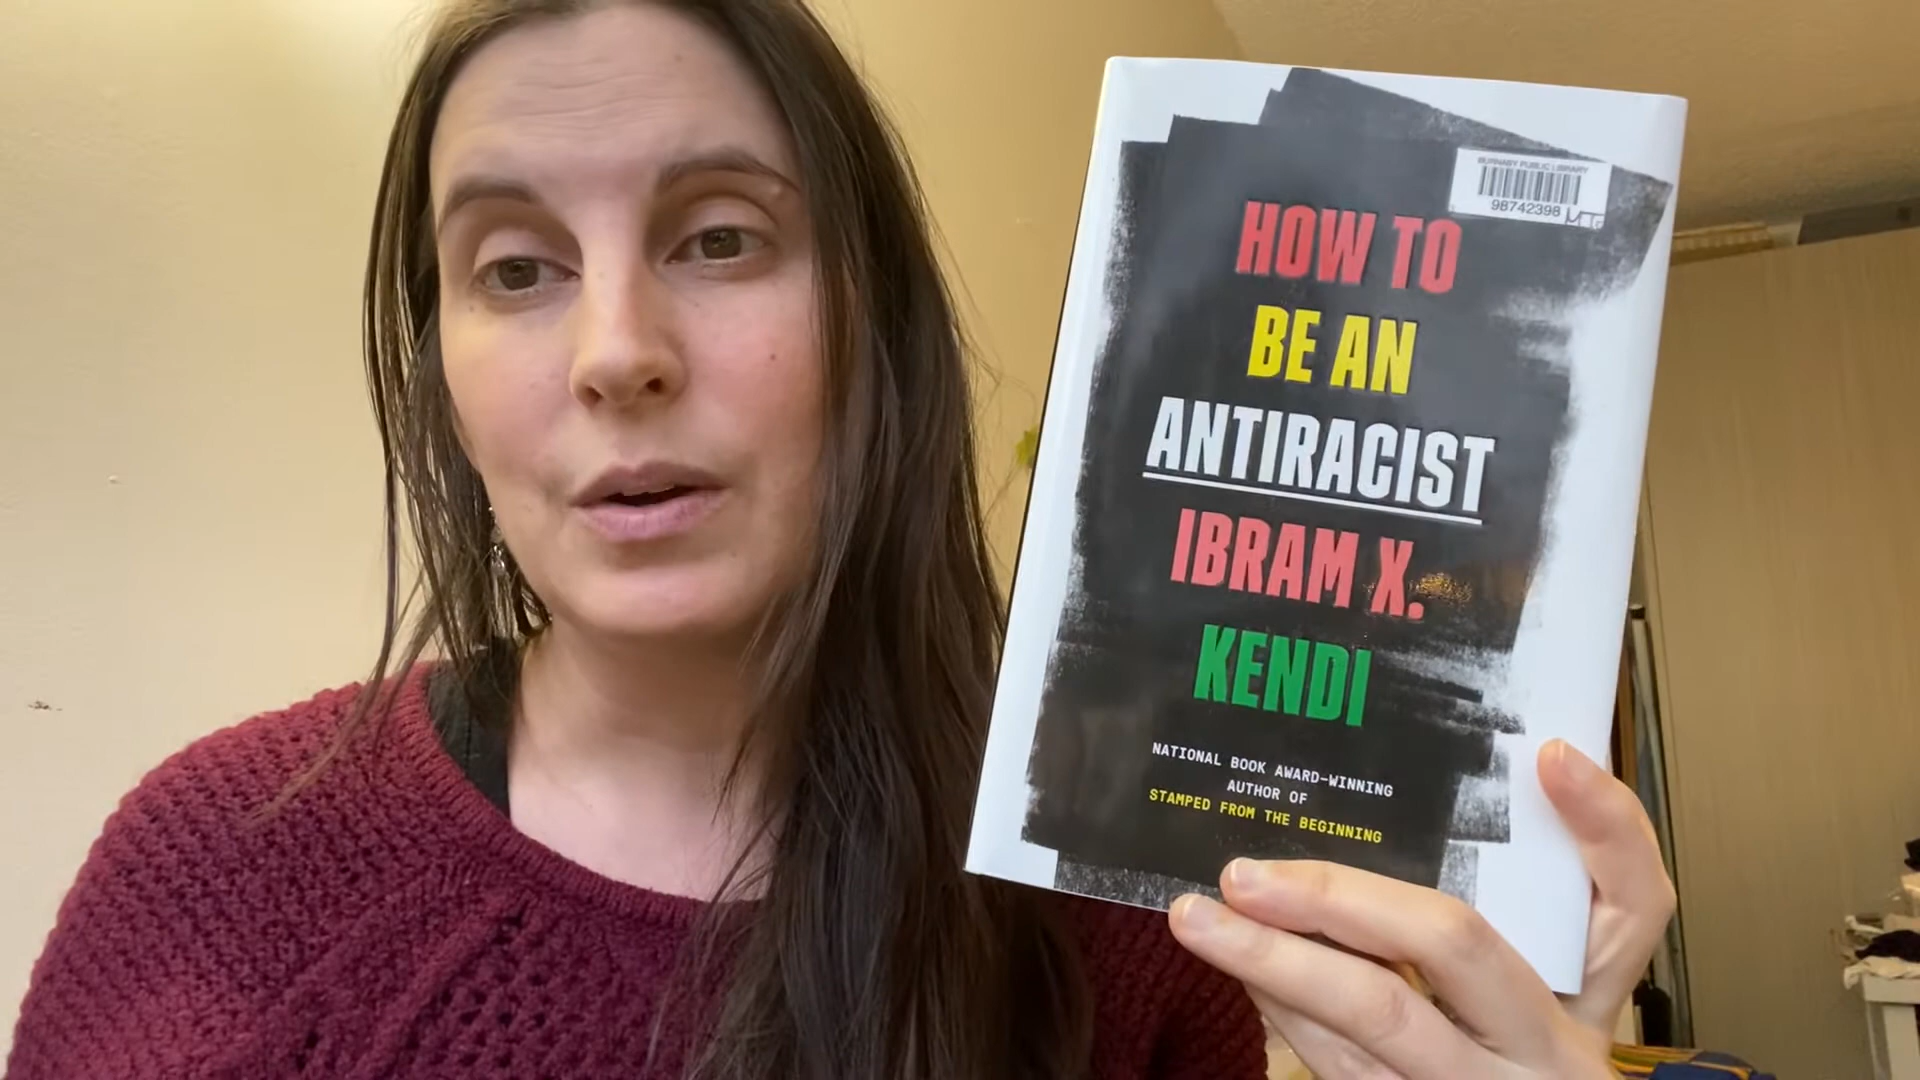 BURNABY PUBLIC LIBRARY
98742398
HOW TO
BE AN
ANTIRACIST
IBRAM X.
KENDI
NATIONAL BOOK AWARD-WINNING
AUTHOR OF
STAMPED FROM THE BEGINNING